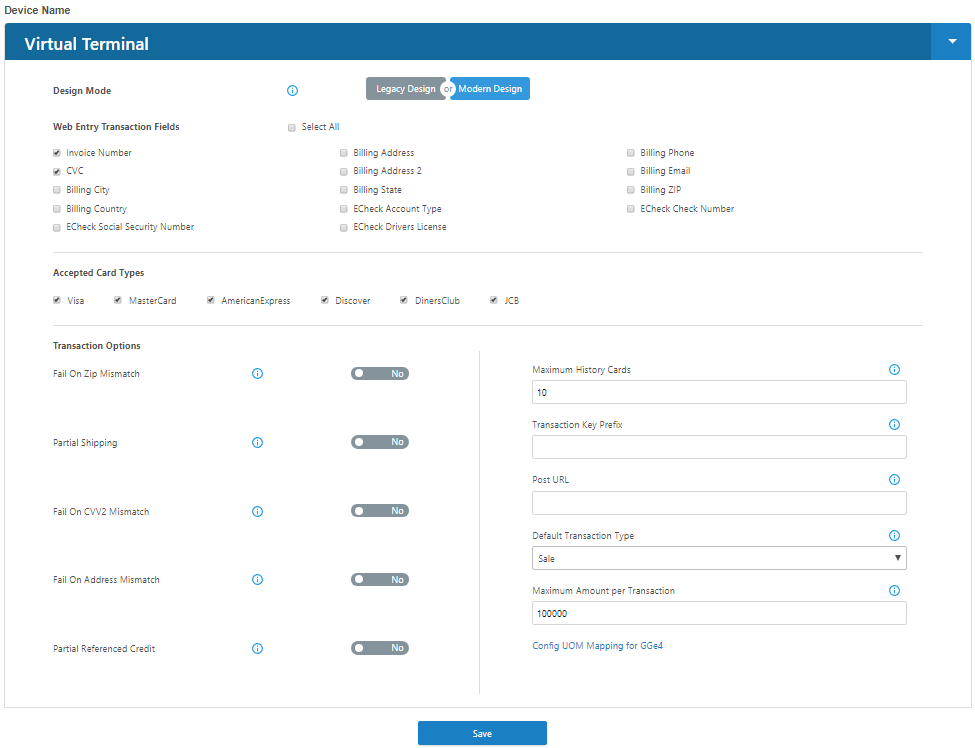 Device Name
Virtual Terminal
Design Mode
Legacy Design or Modern Design
Web Entry Transaction Fields Select All
Invoice Number Billing Address Billing Phone
CVC Billing Address 2 Billing Email
Billing City Billing State Billing ZIP
Billing Country ECheck Account Type ECheck Check Number
ECheck Social Security Number ECheck Drivers License
Accepted Card Types
Visa MasterCard AmericanExpress Discover DinersClub JCB
Transaction Options
Fail On Zip Mismatch No
Partial Shipping No
Fail On CVV2 Mismatch No
Fail On Address Mismatch No
Partial Referenced Credit No
Maximum History Cards
10
Transaction Key Prefix
Post URL
Default Transaction Type
Sale
Maximum Amount per Transaction
100000
Config UOM Mapping for GGe4
Save